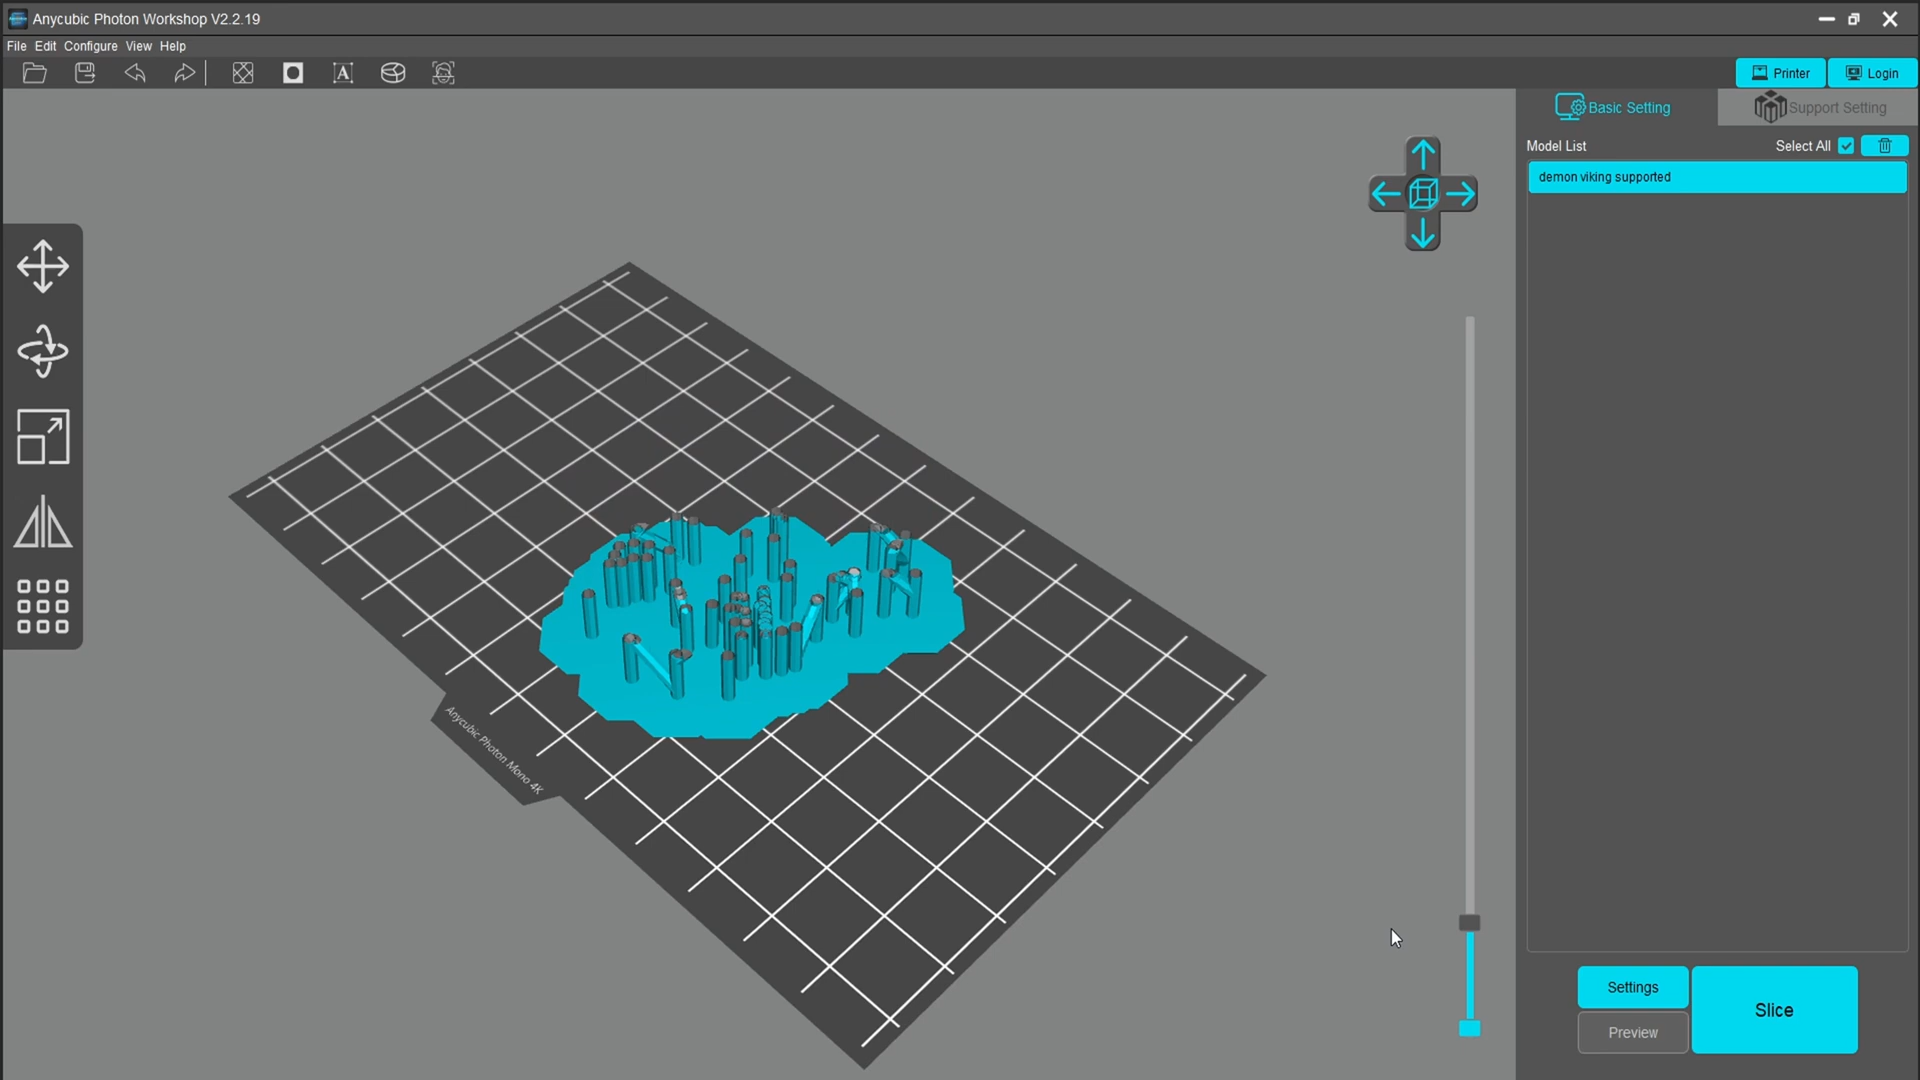 Anycubic Photon Workshop V2.2.19
File Edit Configure View Help
A
Printer
Login
Basic Setting
Support Setting
Model List
Select All
demon viking supported
Anycubic Photon Mono 4K
Settings
Slice
Preview